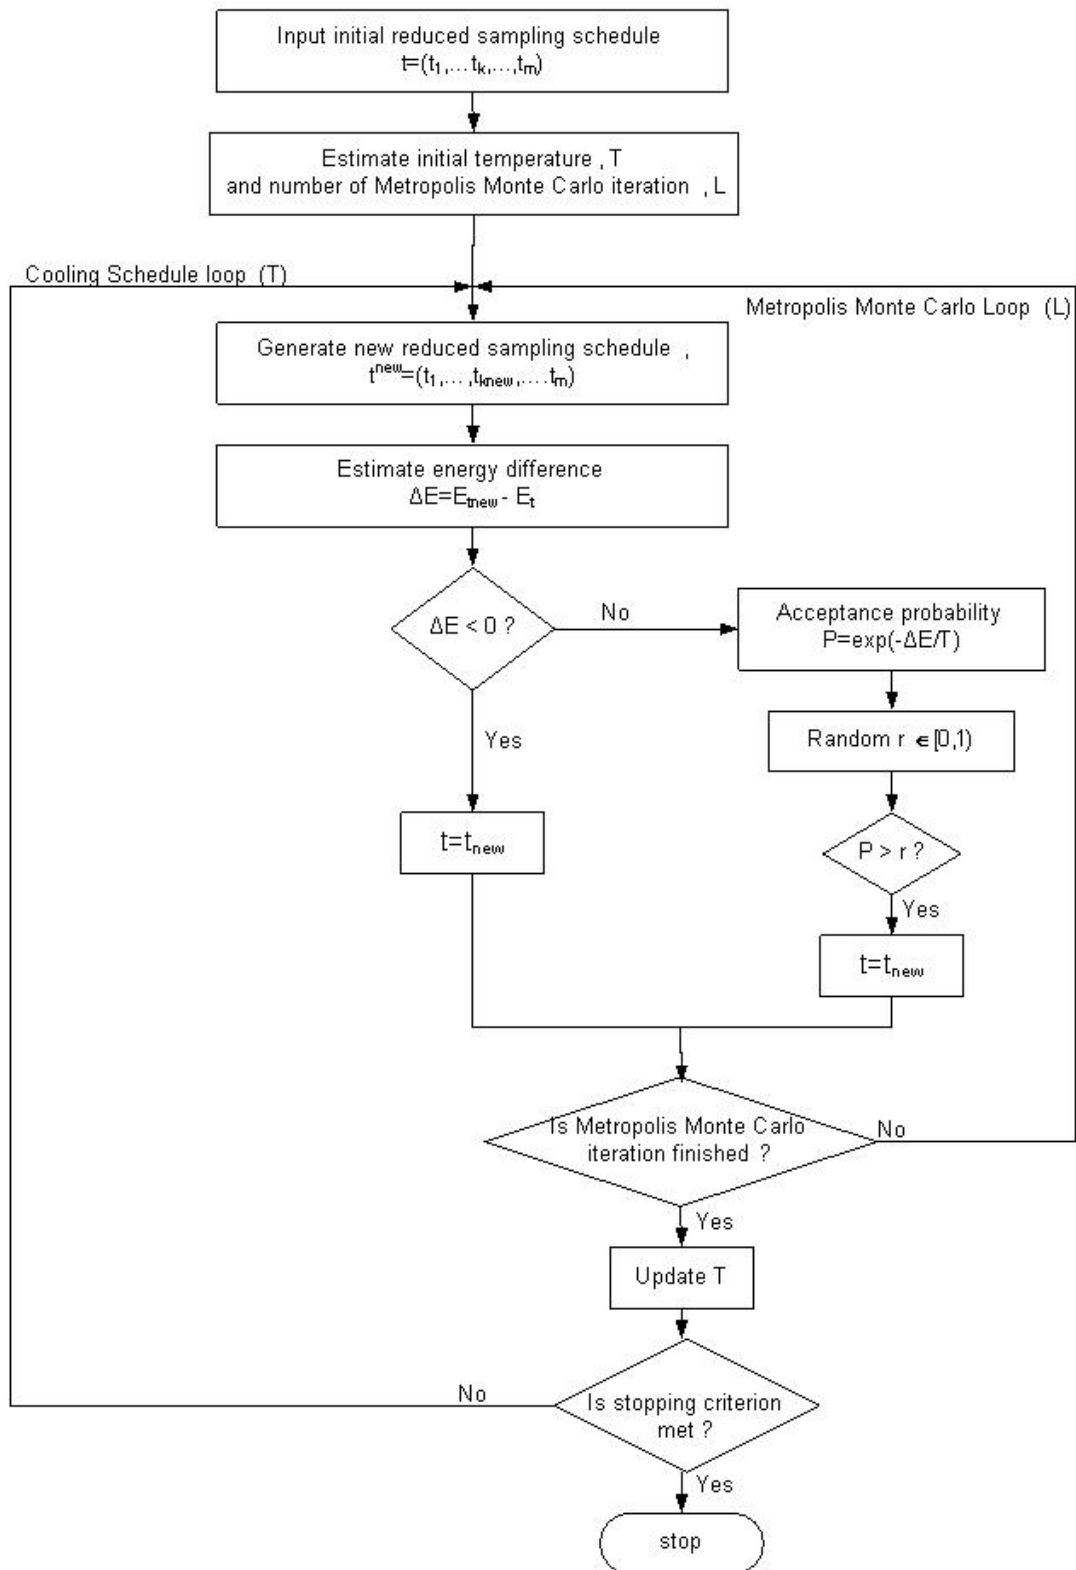 Input initial reduced sampling schedule
t=(t1,...tk,...,tm)
Estimate initial temperature , T
and number of Metropolis Monte Carlo iteration , L
Cooling Schedule loop (T)
Metropolis Monte Carlo Loop (L)
Generate new reduced sampling schedule ,
t^new=(t1,...,tknew,....tm)
Estimate energy difference
ΔE=Etnew - Et
ΔE < 0 ?
No
Acceptance probability
P=exp(-ΔE/T)
Yes
Random r ∈[0,1)
t=tnew
P > r ?
Yes
t=tnew
Is Metropolis Monte Carlo
iteration finished ?
No
Yes
Update T
No
Is stopping criterion
met ?
Yes
stop